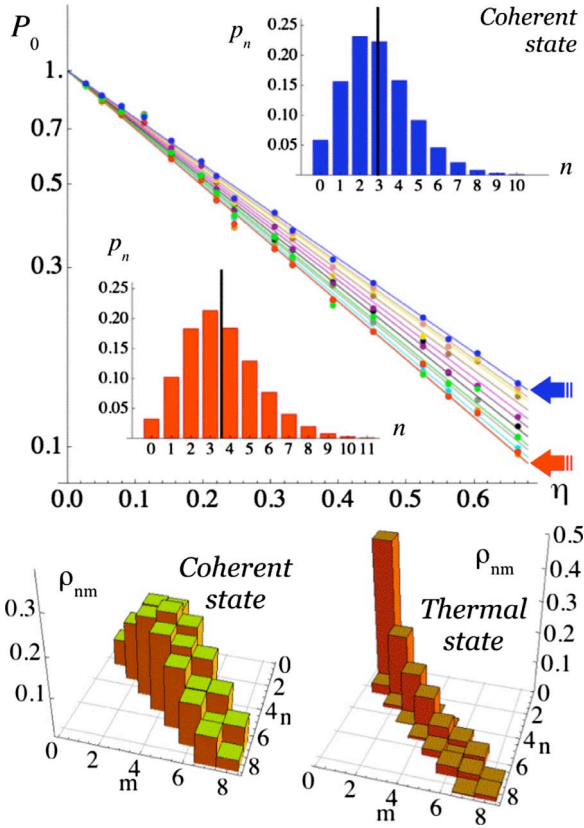 P₀
1.
0.7
0.5
0.3
0.1
0.0 0.1 0.2 0.3 0.4 0.5 0.6 η
Coherent
state
pₙ
0.25
0.20
0.15
0.10
0.05
0 1 2 3 4 5 6 7 8 9 10
n
pₙ
0.25
0.20
0.15
0.10
0.05
0 1 2 3 4 5 6 7 8 9 10 11
n
ρₙₘ
Coherent
state
0.3
0.2
0.1
0 2 4 6 8
m
0
2
4
6
8
n
ρₙₘ
Thermal
state
0.5
0.4
0.3
0.2
0.1
0
0 2 4 6 8
m
2
4
6
8
n